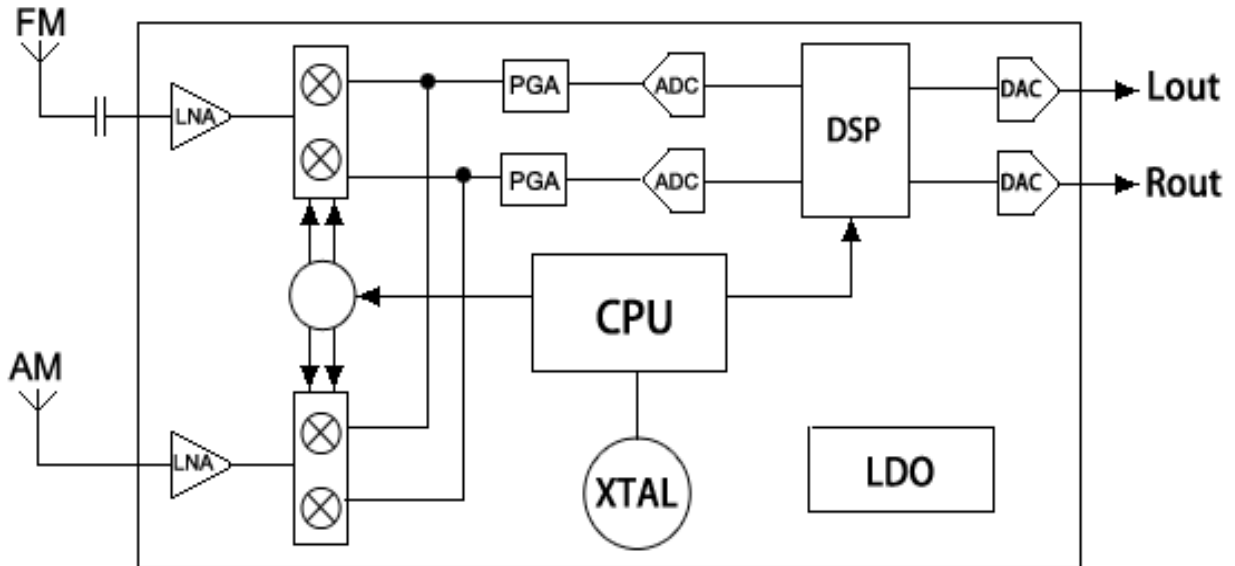 FM
LNA
PGA
ADC
DSP
DAC
Lout
PGA
ADC
DAC
Rout
CPU
AM
LNA
XTAL
LDO